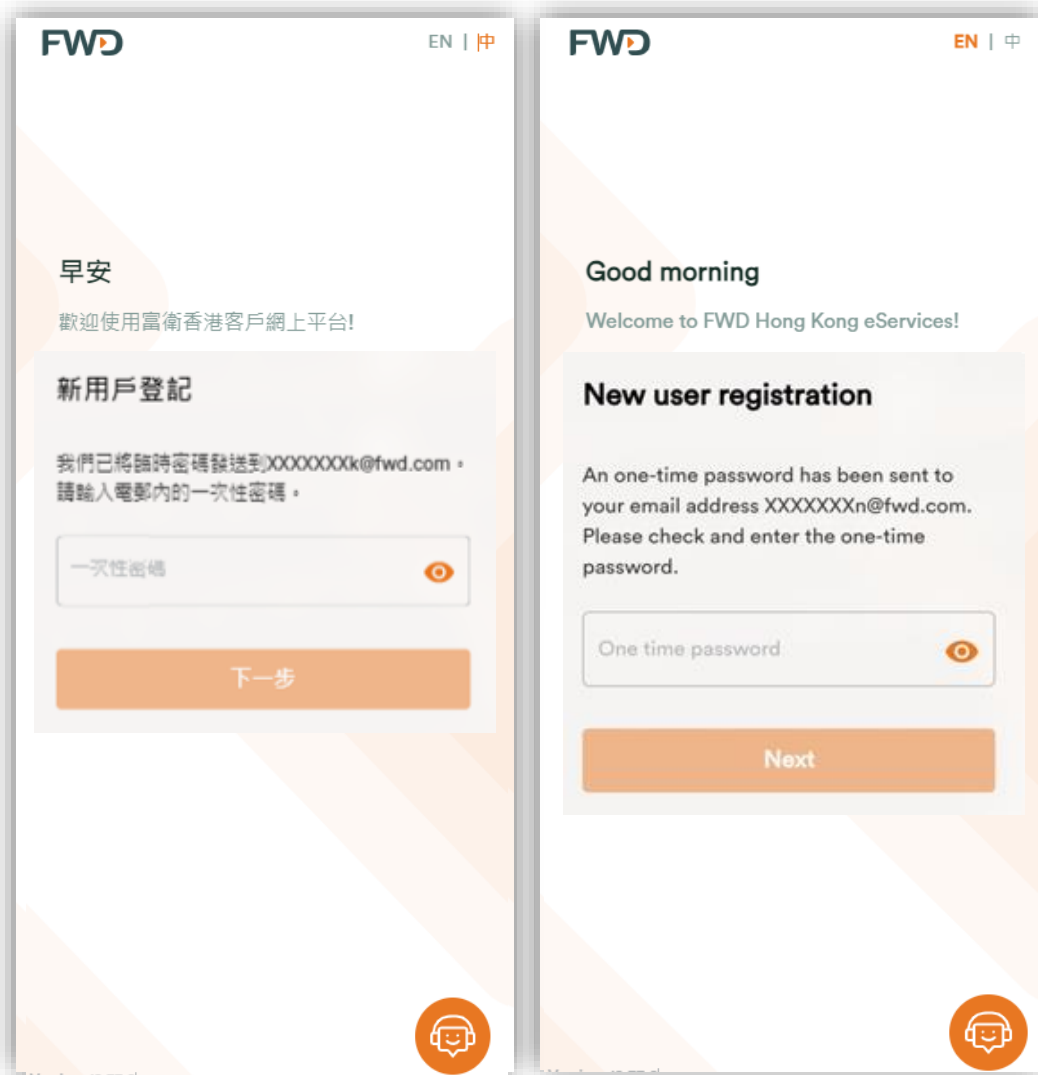 FWD
EN | 中
早安
歡迎使用富衛香港客戶網上平台!
新用戶登記
我們已將臨時密碼發送到XXXXXXXk@fwd.com。
請輸入電郵內的一次性密碼。
一次性密碼
下一步
FWD
EN | 中
Good morning
Welcome to FWD Hong Kong eServices!
New user registration
An one-time password has been sent to
your email address XXXXXXXn@fwd.com.
Please check and enter the one-time
password.
One time password
Next